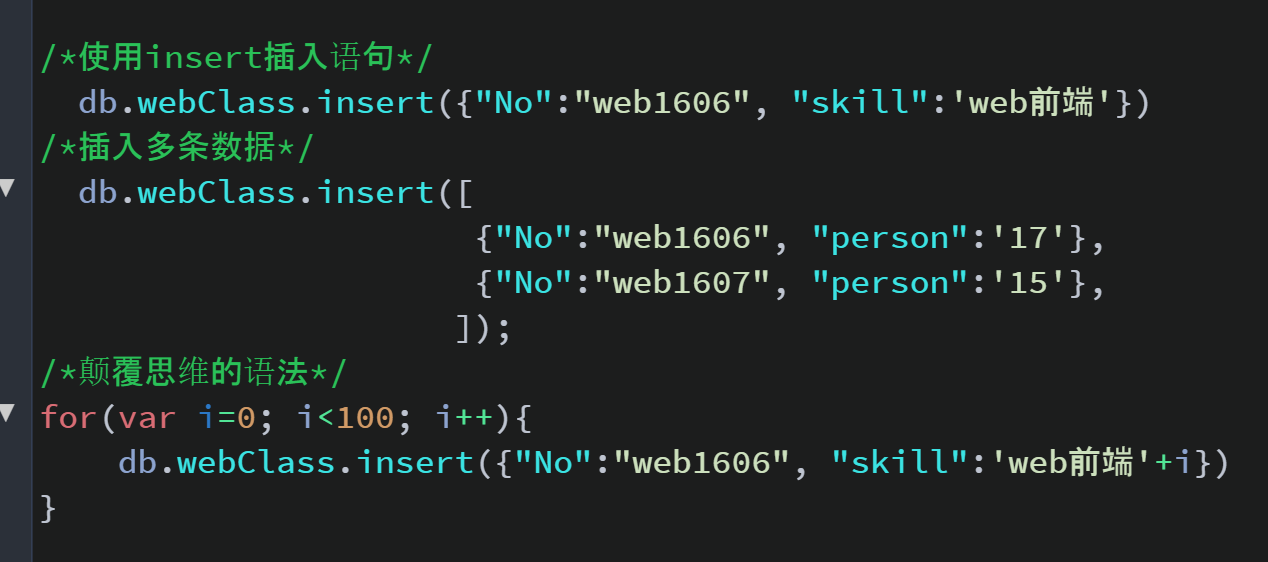 /*使用insert插入语句*/
db.webClass.insert({"No":"web1606", "skill":'web前端'})
/*插入多条数据*/
db.webClass.insert([
{"No":"web1606", "person":'17'},
{"No":"web1607", "person":'15'},
]);
/*颠覆思维的语法*/
for(var i=0; i<100; i++){
db.webClass.insert({"No":"web1606", "skill":'web前端'+i})
}